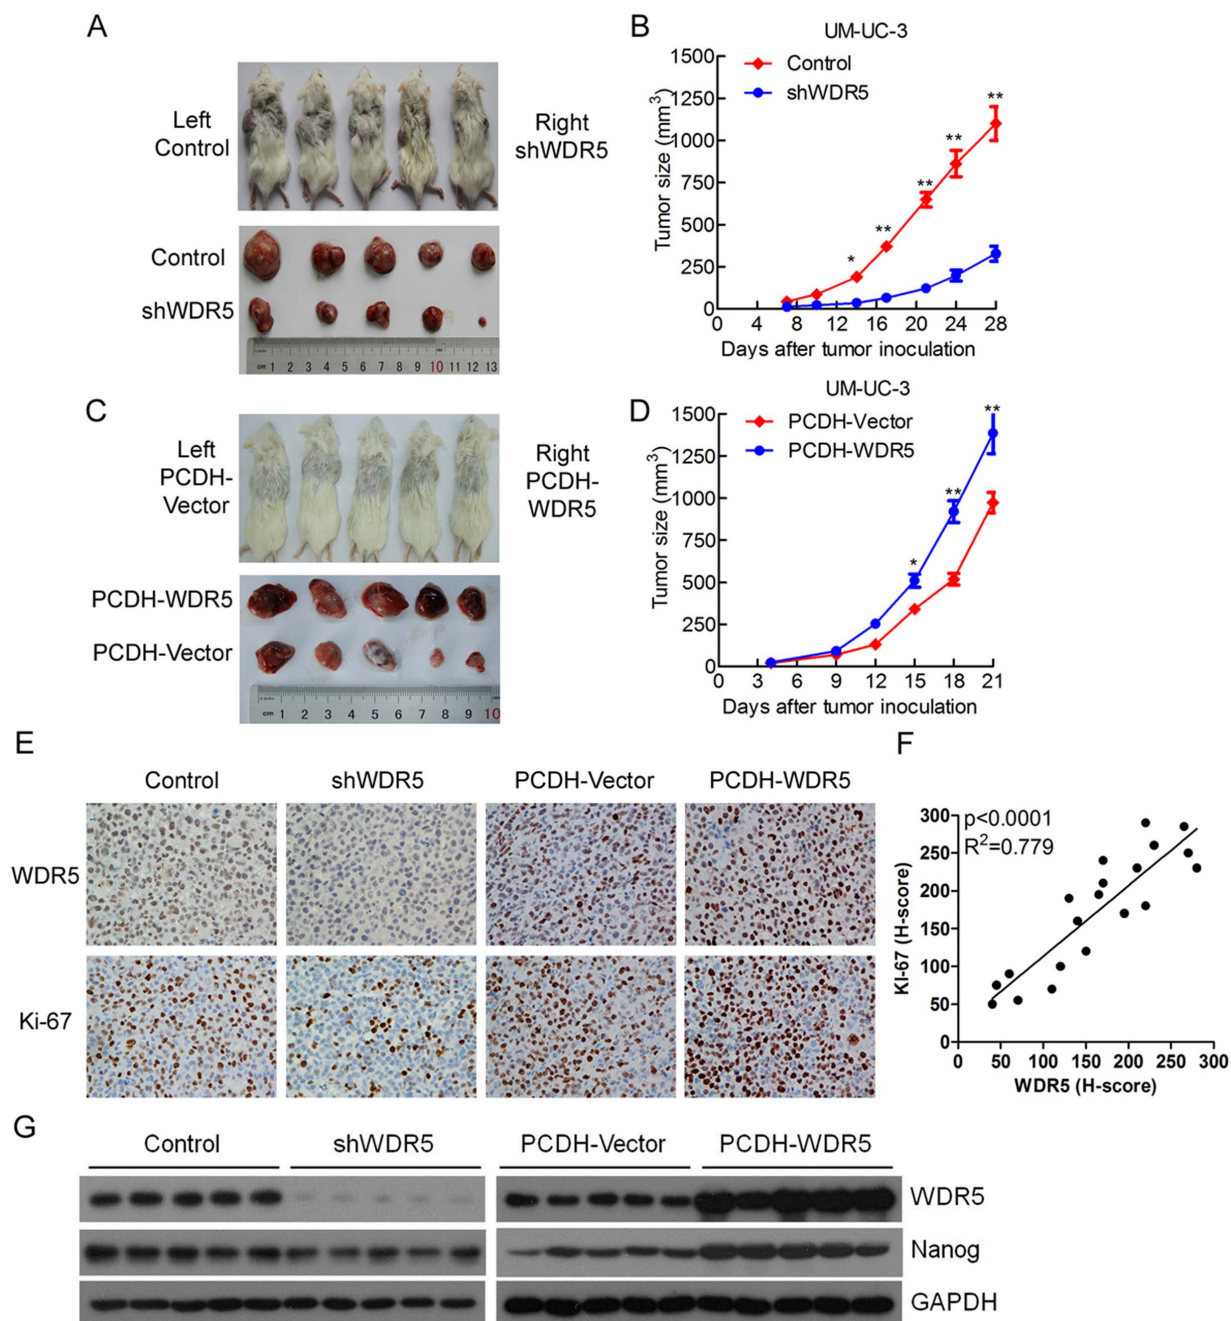 A
Left
Control
Right
shWDR5
Control
shWDR5
cm 1 2 3 4 5 6 7 8 9 10 11 12 13
B
UM-UC-3
Control
shWDR5
Tumor size (mm3)
1500
1250
1000
750
500
250
0
* ** ** ** **
0 4 8 12 16 20 24 28
Days after tumor inoculation
C
Left
PCDH-
Vector
Right
PCDH-
WDR5
PCDH-WDR5
PCDH-Vector
cm 1 2 3 4 5 6 7 8 9 10
D
UM-UC-3
PCDH-Vector
PCDH-WDR5
Tumor size (mm3)
1500
1250
1000
750
500
250
0
* ** **
0 3 6 9 12 15 18 21
Days after tumor inoculation
E
Control shWDR5 PCDH-Vector PCDH-WDR5
WDR5
Ki-67
F
p<0.0001
R2=0.779
KI-67 (H-score)
300
250
200
150
100
50
0
0 50 100 150 200 250 300
WDR5 (H-score)
G
Control shWDR5 PCDH-Vector PCDH-WDR5
WDR5
Nanog
GAPDH